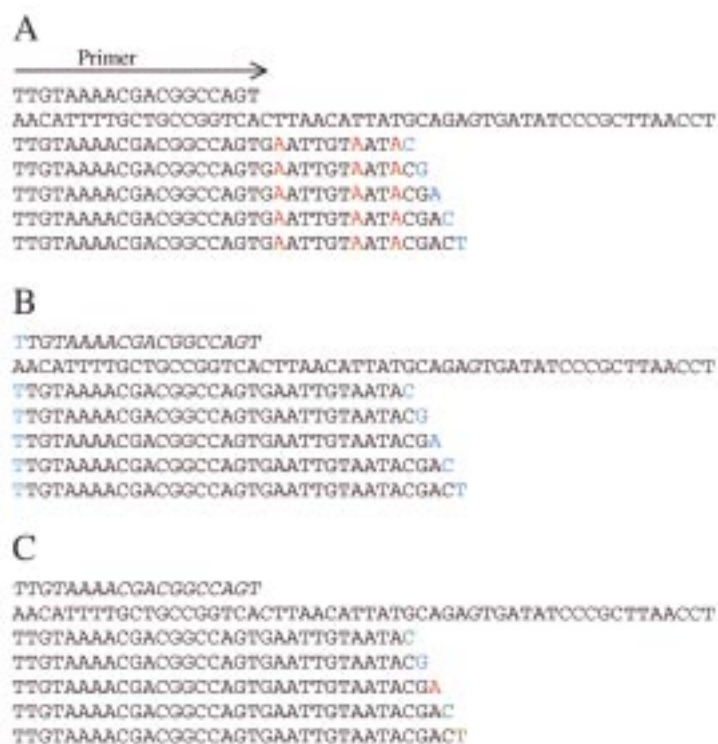 A
Primer
TTGTAAAACGACGGCCAGT
AACATTTTGCTGCCGGTCACTTAACATTATGCAGAGTGATATCCCGCTTAACCT
TTGTAAAACGACGGCCAGTGAATTGTAATAC
TTGTAAAACGACGGCCAGTGAATTGTAATACG
TTGTAAAACGACGGCCAGTGAATTGTAATACGA
TTGTAAAACGACGGCCAGTGAATTGTAATACGAC
TTGTAAAACGACGGCCAGTGAATTGTAATACGACT
B
TTGTAAAACGACGGCCAGT
AACATTTTGCTGCCGGTCACTTAACATTATGCAGAGTGATATCCCGCTTAACCT
TTGTAAAACGACGGCCAGTGAATTGTAATAC
TTGTAAAACGACGGCCAGTGAATTGTAATACG
TTGTAAAACGACGGCCAGTGAATTGTAATACGA
TTGTAAAACGACGGCCAGTGAATTGTAATACGAC
TTGTAAAACGACGGCCAGTGAATTGTAATACGACT
C
TTGTAAAACGACGGCCAGT
AACATTTTGCTGCCGGTCACTTAACATTATGCAGAGTGATATCCCGCTTAACCT
TTGTAAAACGACGGCCAGTGAATTGTAATAC
TTGTAAAACGACGGCCAGTGAATTGTAATACG
TTGTAAAACGACGGCCAGTGAATTGTAATACGA
TTGTAAAACGACGGCCAGTGAATTGTAATACGAC
TTGTAAAACGACGGCCAGTGAATTGTAATACGACT